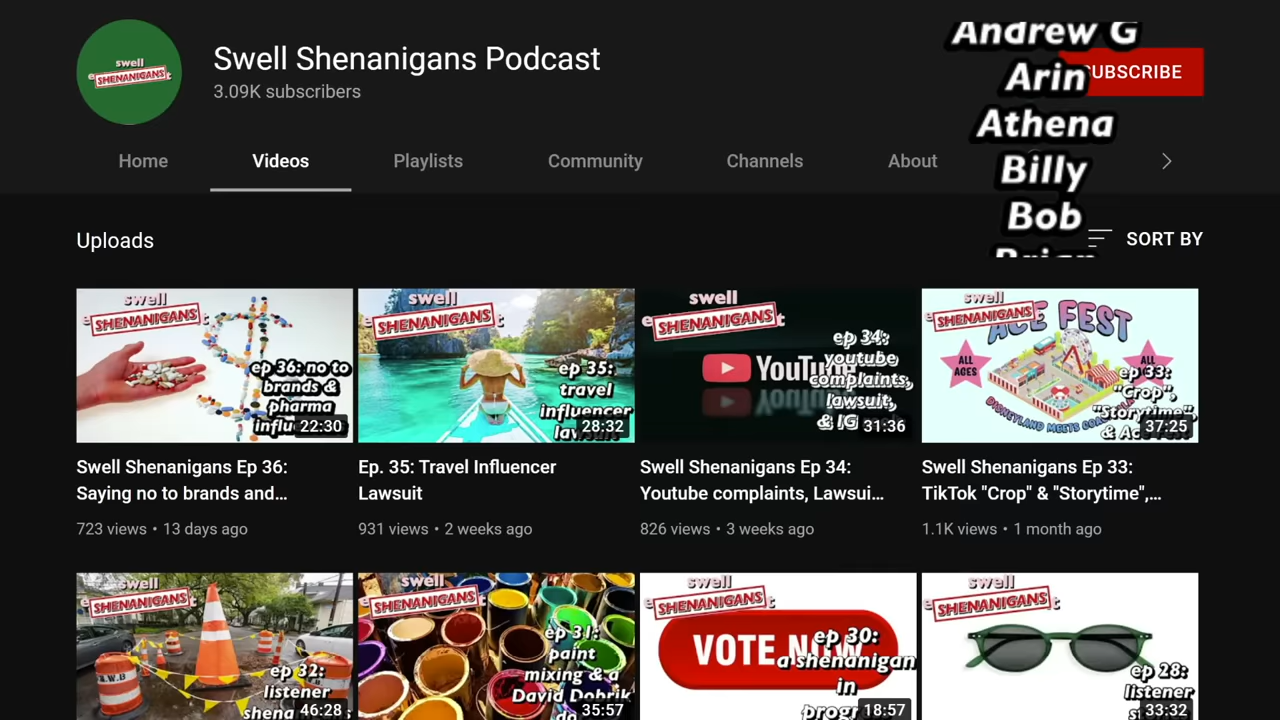 swell
SHENANIGANS
Swell Shenanigans Podcast
3.09K subscribers
SUBSCRIBE
Andrew G
Arin
Athena
Billy
Bob
Brian
Home
Videos
Playlists
Community
Channels
About
Uploads
SORT BY
swell
SHENANIGANS
ep 36: no to
brands &
pharma
influ
22:30
swell
SHENANIGANS
ep 35:
travel
influencer
28:32
swell
SHENANIGANS
YouTube
ep 34:
youtube
complaints,
lawsuit,
& IG
31:36
swell
SHENANIGANS
ACE FEST
ALL
AGES
ALL
DISNEYLAND MEETS
ep 33:
"Crop",
"Storytime",
& Ace Fest
37:25
Swell Shenanigans Ep 36:
Saying no to brands and…
723 views • 13 days ago
Ep. 35: Travel Influencer
Lawsuit
931 views • 2 weeks ago
Swell Shenanigans Ep 34:
Youtube complaints, Lawsui…
826 views • 3 weeks ago
Swell Shenanigans Ep 33:
TikTok "Crop" & "Storytime",…
1.1K views • 1 month ago
swell
SHENANIGANS
ep 32:
listener
46:28
swell
SHENANIGANS
ep 31:
paint
mixing & a
David Dobrik
35:57
swell
SHENANIGANS
VOTE NOW
ep 30:
a shenanigan
in
18:57
swell
SHENANIGANS
ep 28:
listener
33:32